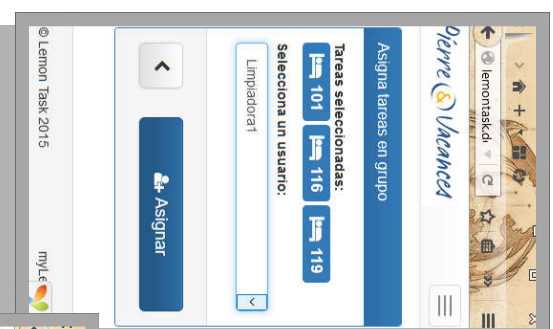 lemontask.d
Pierre & Vacances
Asigna tareas en grupo
Tareas seleccionadas:
101 116 119
Selecciona un usuario:
Limpiadora1
Asignar
© Lemon Task 2015 myLe